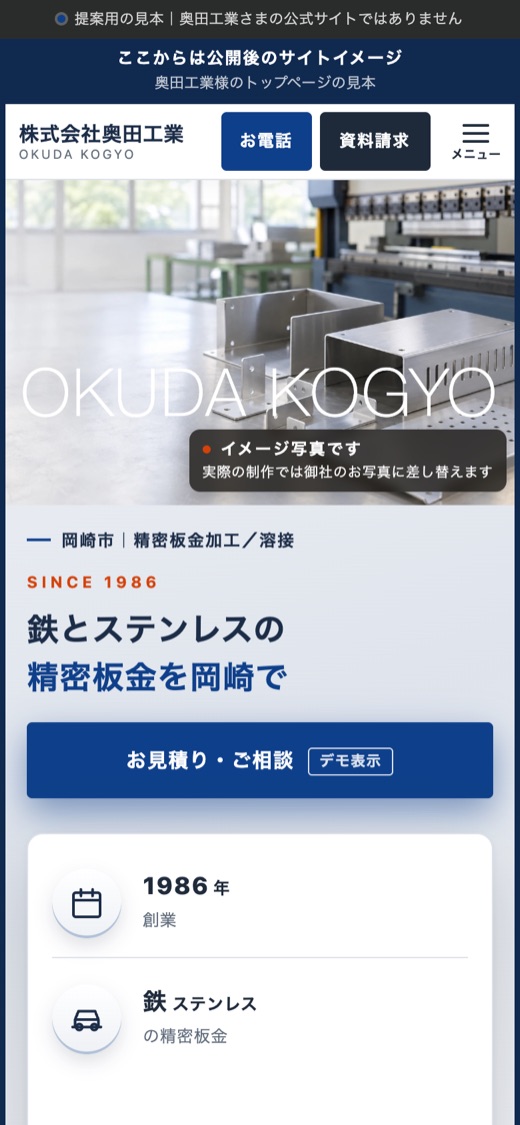 提案用の見本｜奥田工業さまの公式サイトではありません
ここからは公開後のサイトイメージ
奥田工業様のトップページの見本
株式会社奥田工業
OKUDA KOGYO
お電話
資料請求
メニュー
OKUDA KOGYO
イメージ写真です
実際の制作では御社のお写真に差し替えます
岡崎市｜精密板金加工／溶接
SINCE 1986
鉄とステンレスの
精密板金を岡崎で
お見積り・ご相談 デモ表示
1986 年
創業
鉄 ステンレス
の精密板金